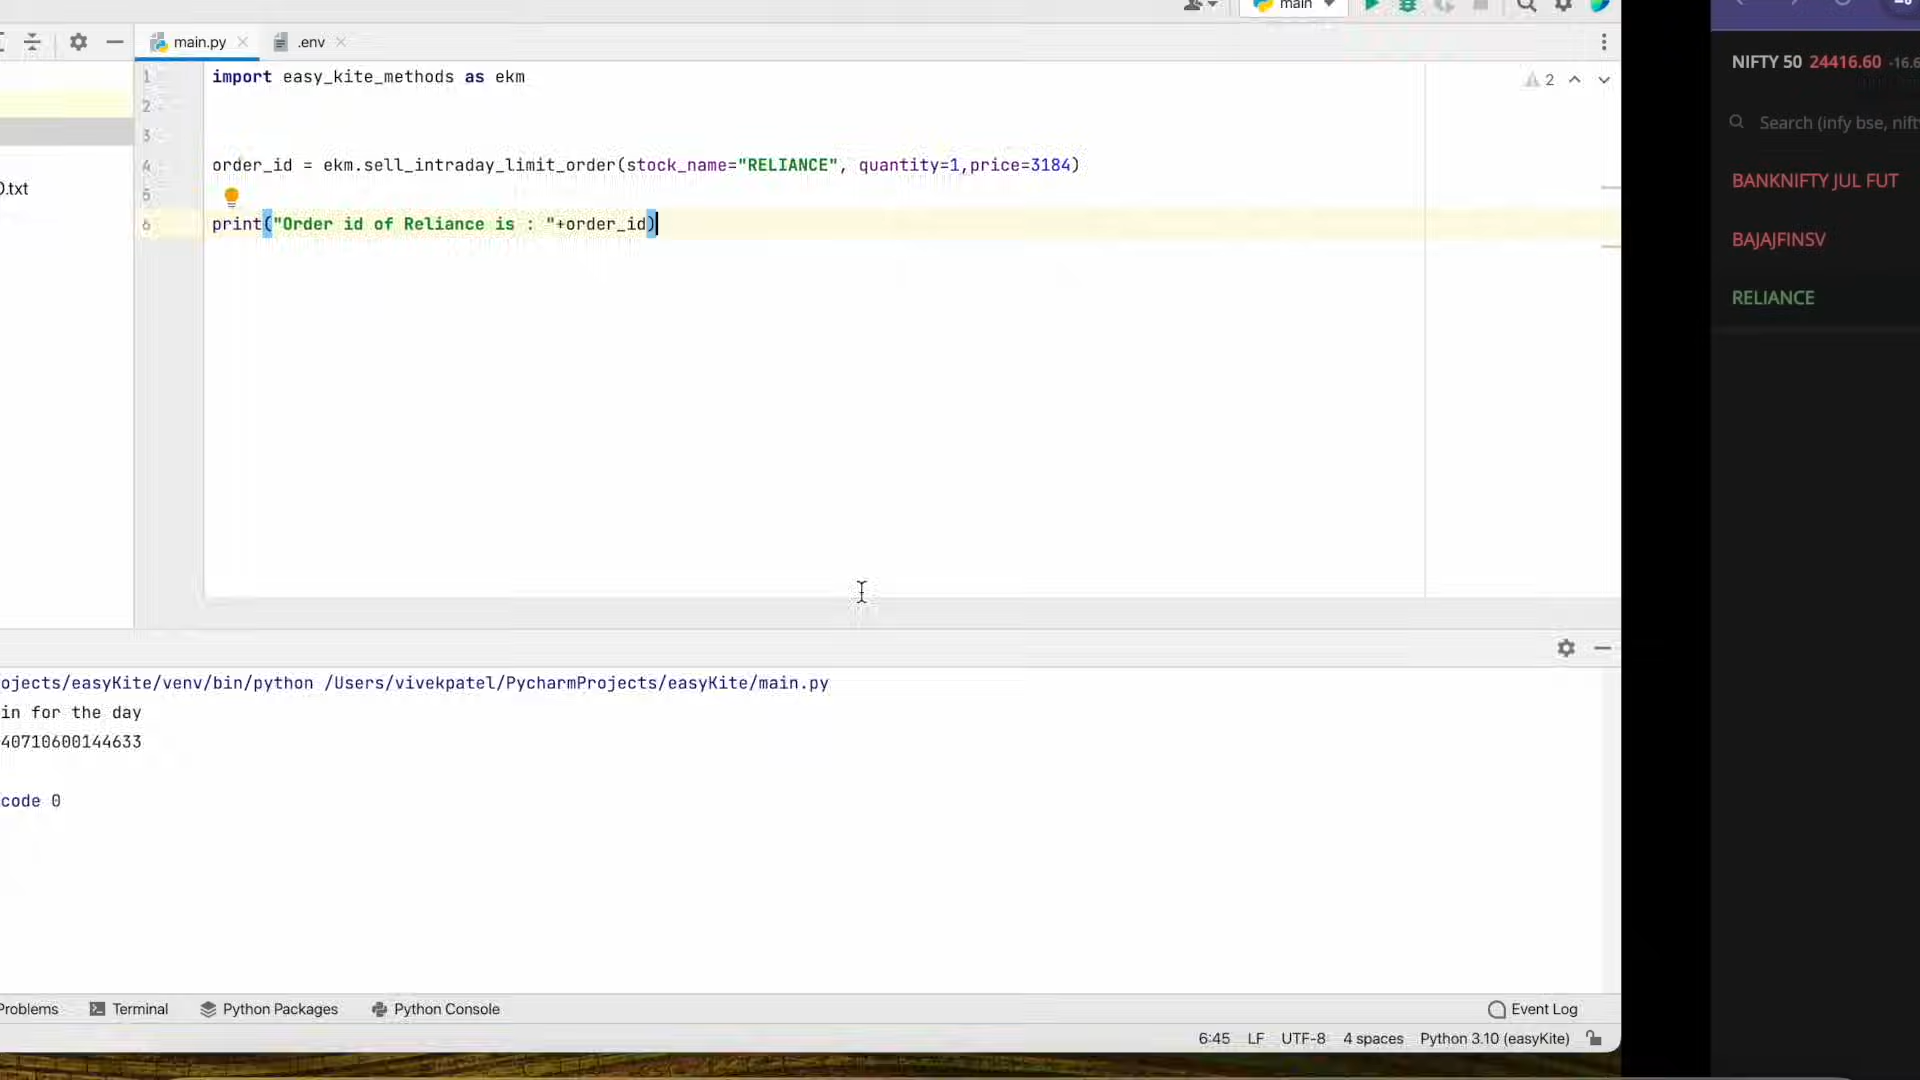 main
main.py
.env
NIFTY 50 24416.60 -16.6
1 import easy_kite_methods as ekm
2
2
3
4 order_id = ekm.sell_intraday_limit_order(stock_name="RELIANCE", quantity=1,price=3184)
5
6 print("Order id of Reliance is : "+order_id)
.txt
Search (infy bse, nift
BANKNIFTY JUL FUT
BAJAJFINSV
RELIANCE
ojects/easyKite/venv/bin/python /Users/vivekpatel/PycharmProjects/easyKite/main.py
in for the day
40710600144633
code 0
Problems Terminal Python Packages Python Console Event Log
6:45 LF UTF-8 4 spaces Python 3.10 (easyKite)